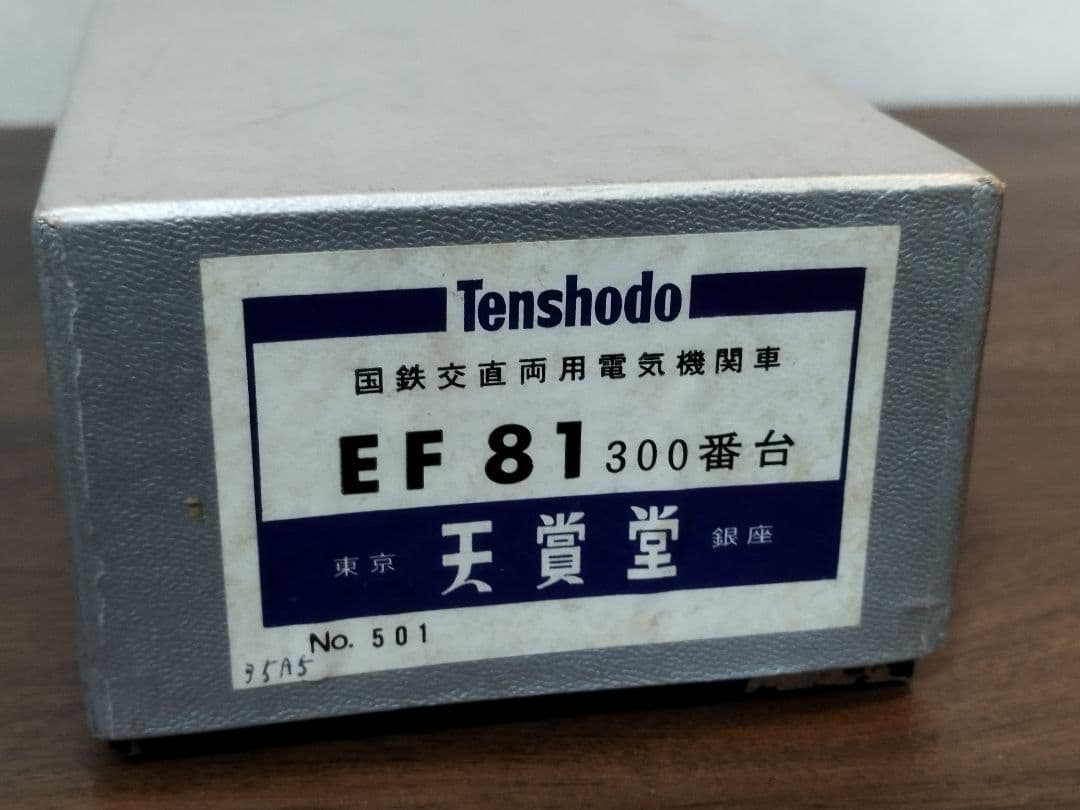 Tenshodo
国鉄交直両用電気機関車
EF 81 300番台
東京 天賞堂 銀座
No. 501
35A5